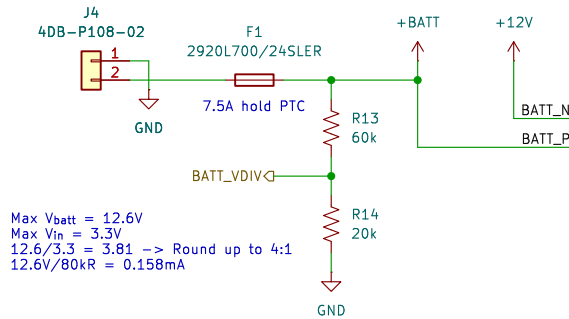 J4
4DB-P108-02
1
2
F1
2920L700/24SLER
7.5A hold PTC
+BATT
+12V
BATT_N
BATT_P
GND
R13
60k
BATT_VDIV
R14
20k
GND
Max Vbatt = 12.6V
Max Vin = 3.3V
12.6/3.3 = 3.81 -> Round up to 4:1
12.6V/80kR = 0.158mA